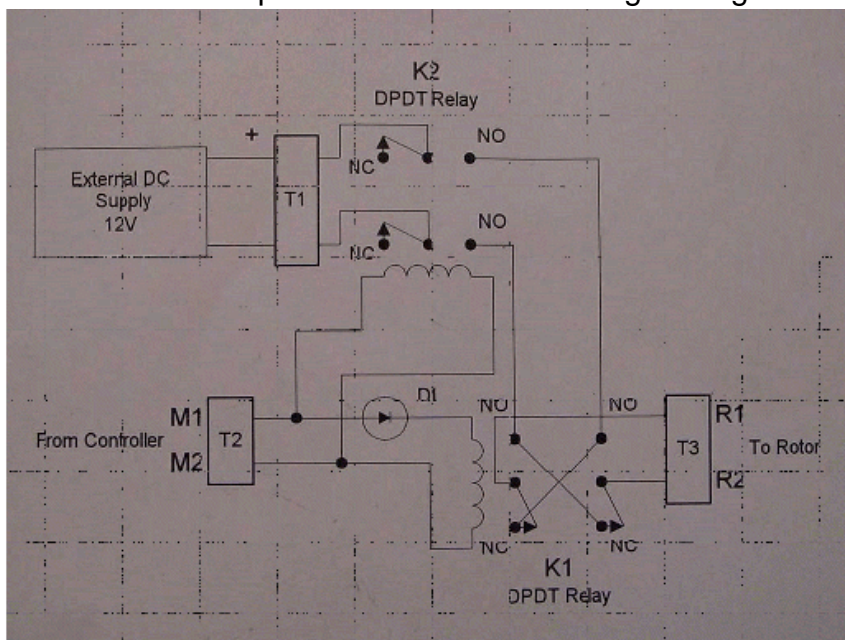 K2
DPDT Relay
+
NO
NC
External DC
Supply
12V
T1
NO
NC
D1
NO
NO
M1
R1
From Controller
T2
T3
To Rotor
M2
R2
NC
NC
K1
DPDT Relay